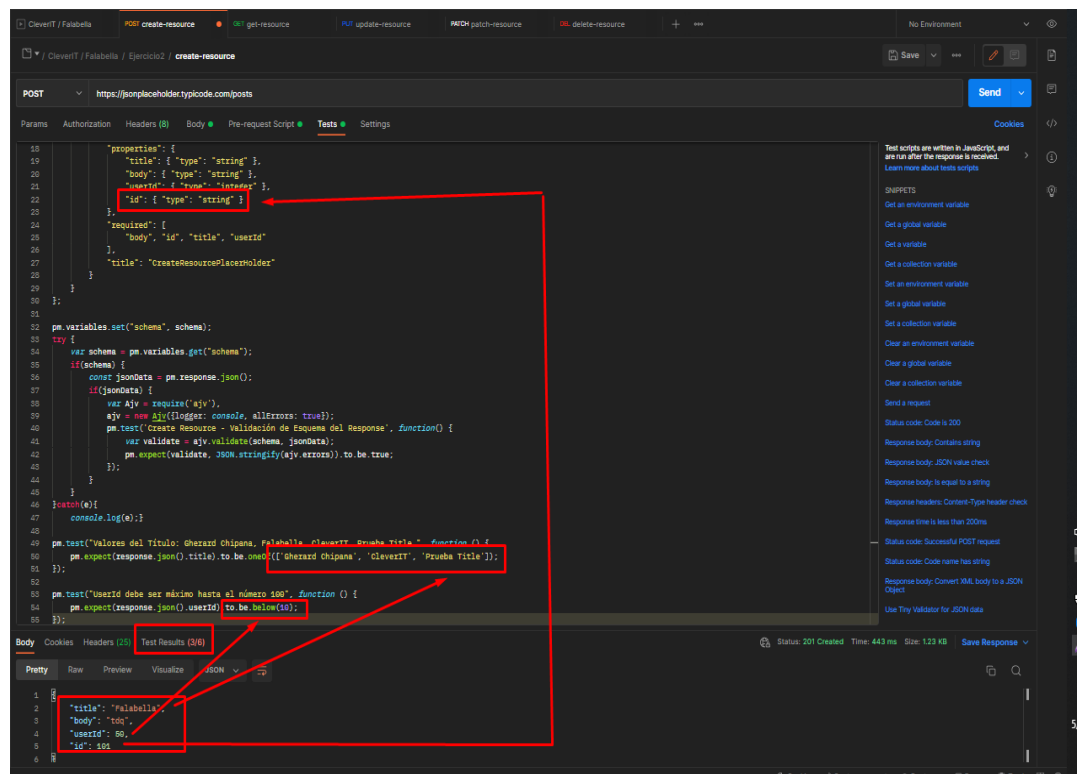 CleverIT / Falabella
POST create-resource
GET get-resource
PUT update-resource
PATCH patch-resource
DEL delete-resource
No Environment
/ CleverIT / Falabella / Ejercicio2 / create-resource
Save
POST
https://jsonplaceholder.typicode.com/posts
Send
Params Authorization Headers (8) Body Pre-request Script Tests Settings
Cookies
18 "properties": {
19 "title": { "type": "string" },
20 "body": { "type": "string" },
21 "userId": { "type": "integer" },
22 "id": { "type": "string" }
23 },
24 "required": [
25 "body", "id", "title", "userId"
26 ],
27 "title": "CreateResourcePlacerHolder"
28 }
29 }
30 };
31
32 pm.variables.set("schema", schema);
33 try {
34 var schema = pm.variables.get("schema");
35 if(schema) {
36 const jsonData = pm.response.json();
37 if(jsonData) {
38 var Ajv = require('ajv'),
39 ajv = new Ajv({logger: console, allErrors: true});
40 pm.test('Create Resource - Validación de Esquema del Response', function() {
41 var validate = ajv.validate(schema, jsonData);
42 pm.expect(validate, JSON.stringify(ajv.errors)).to.be.true;
43 });
44 }
45 }
46 }catch(e){
47 console.log(e);}
48
49 pm.test("Valores del Título: Gherard Chipana, Falabella, CleverIT, Prueba Title ", function () {
50 pm.expect(response.json().title).to.be.oneOf(['Gherard Chipana', 'CleverIT', 'Prueba Title']);
51 });
52
53 pm.test("UserId debe ser máximo hasta el número 100", function () {
54 pm.expect(response.json().userId).to.be.below(10);
55 });
Test scripts are written in JavaScript, and
are run after the response is received.
Learn more about tests scripts
SNIPPETS
Get an environment variable
Get a global variable
Get a variable
Get a collection variable
Set an environment variable
Set a global variable
Set a collection variable
Clear an environment variable
Clear a global variable
Clear a collection variable
Send a request
Status code: Code is 200
Response body: Contains string
Response body: JSON value check
Response body: Is equal to a string
Response headers: Content-Type header check
Response time is less than 200ms
Status code: Successful POST request
Status code: Code name has string
Response body: Convert XML body to a JSON
Object
Use Tiny Validator for JSON data
Body Cookies Headers (25) Test Results (3/6)
Status: 201 Created Time: 443 ms Size: 1.23 KB Save Response
Pretty Raw Preview Visualize JSON
1 {
2 "title": "Falabella",
3 "body": "tdq",
4 "userId": 50,
5 "id": 101
6 }